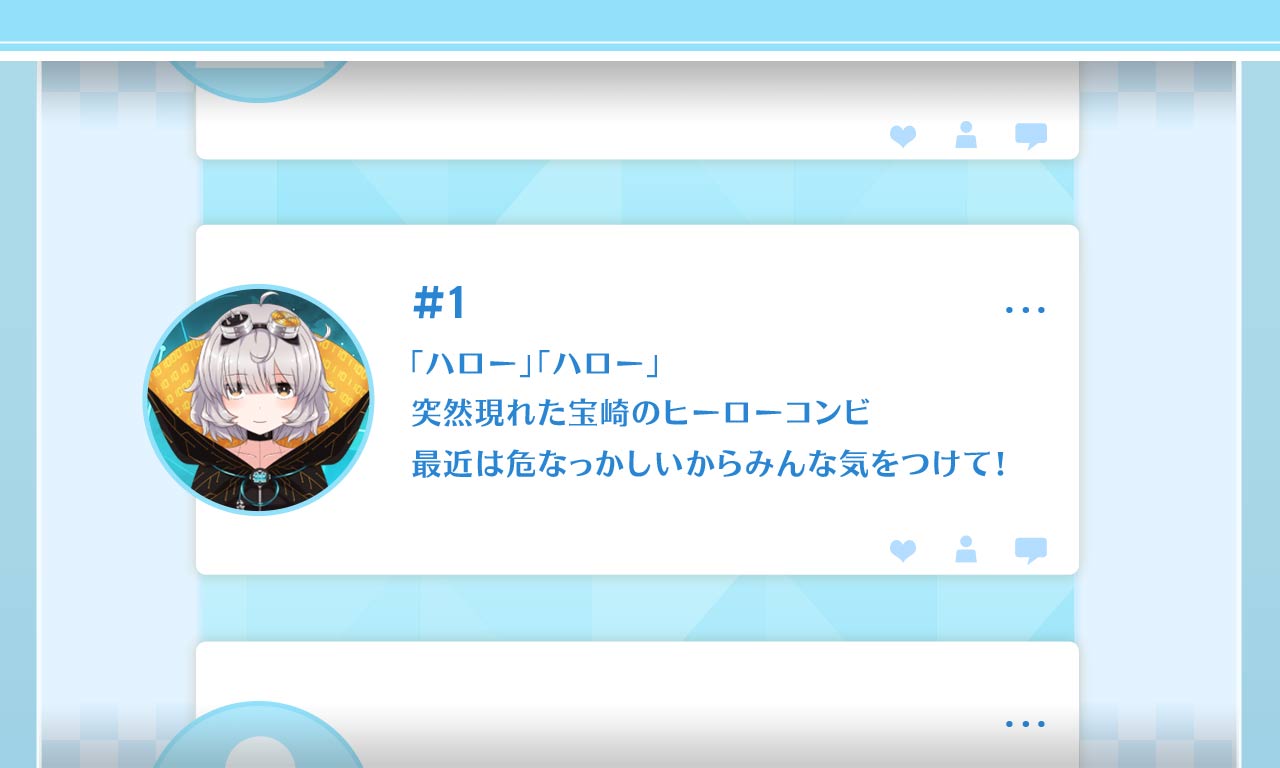 #1
「ハロー」「ハロー」
突然現れた宝崎のヒーローコンビ
最近は危なっかしいからみんな気をつけて！